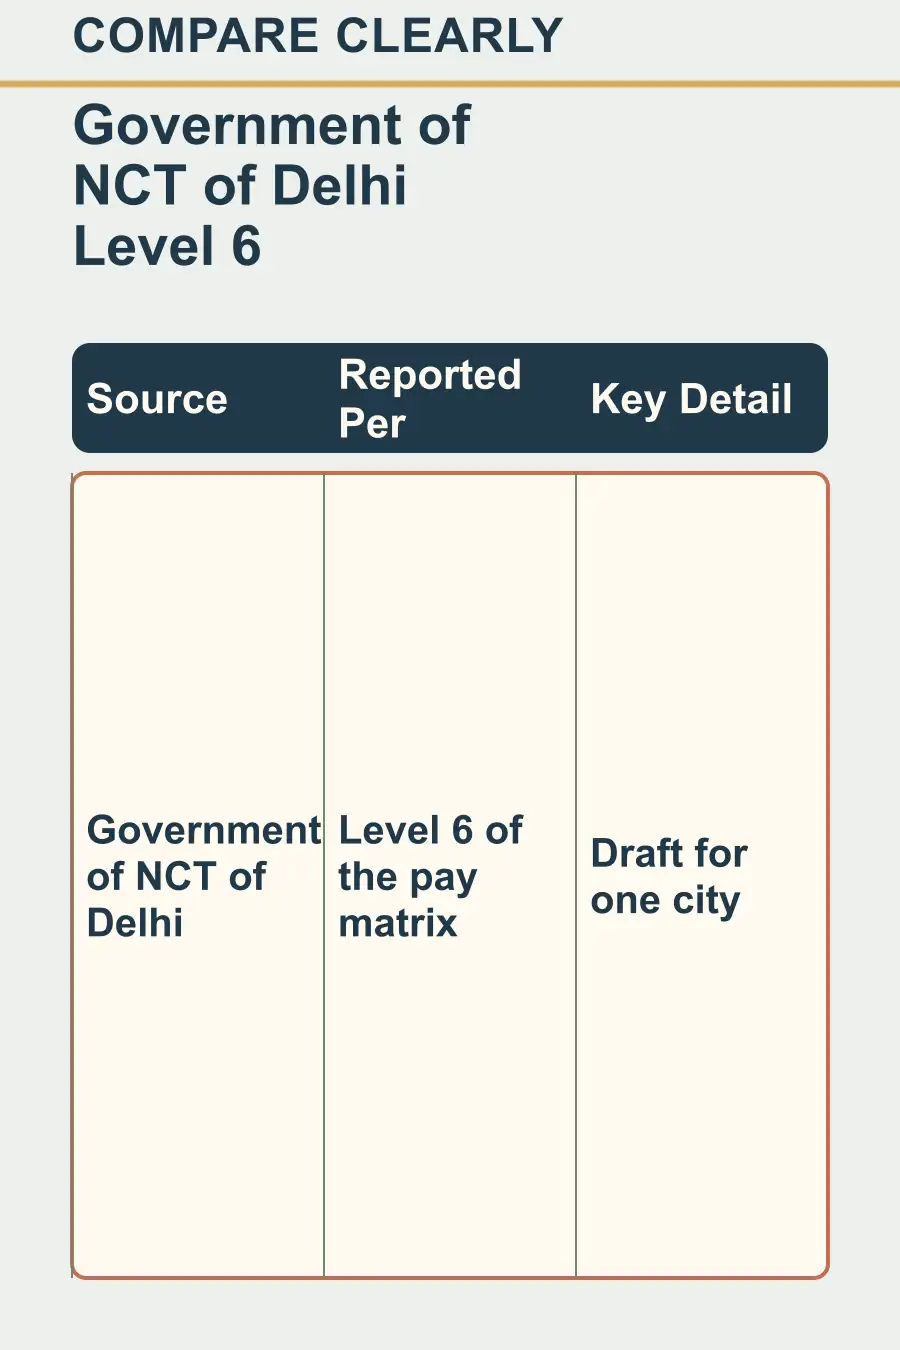 COMPARE CLEARLY
Government of
NCT of Delhi
Level 6
Source
Reported
Per
Key Detail
Government
of NCT of
Delhi
Level 6 of
the pay
matrix
Draft for
one city